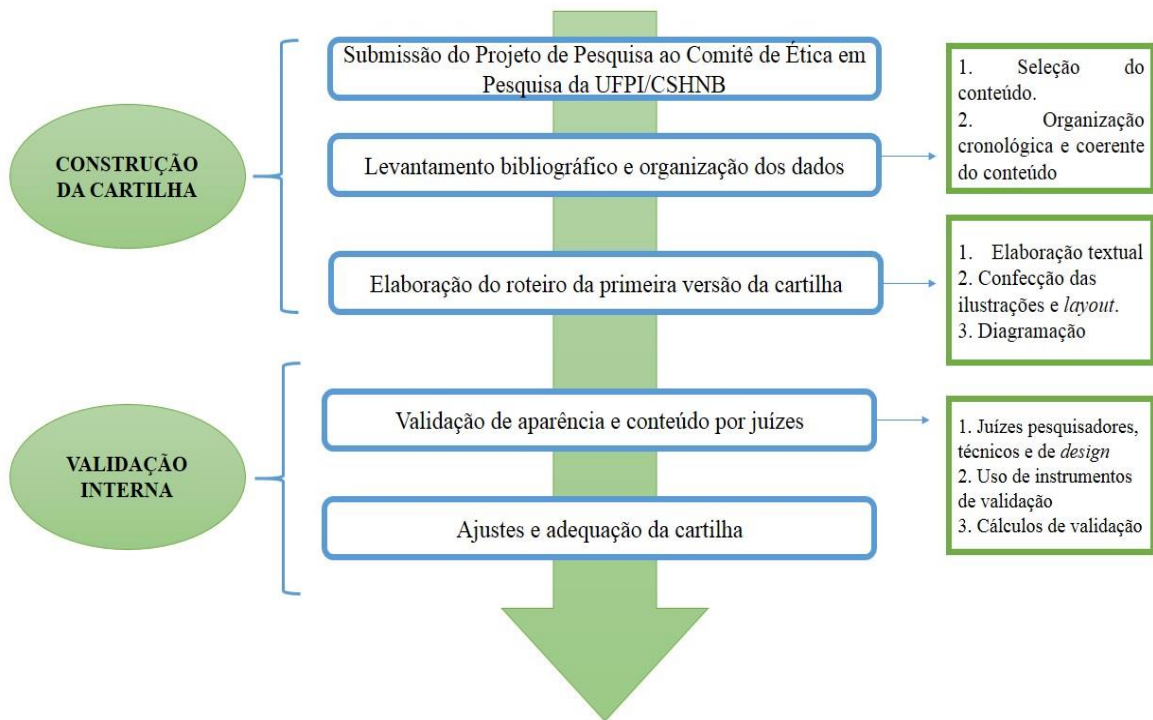 Submissão do Projeto de Pesquisa ao Comitê de Ética em
Pesquisa da UFPI/CSHNB
1. Seleção do
conteúdo.
2. Organização
cronológica e coerente
do conteúdo
CONSTRUÇÃO
DA CARTILHA
Levantamento bibliográfico e organização dos dados
Elaboração do roteiro da primeira versão da cartilha
1. Elaboração textual
2. Confecção das
ilustrações e layout.
3. Diagramação
Validação de aparência e conteúdo por juízes
1. Juízes pesquisadores,
técnicos e de design
2. Uso de instrumentos
de validação
3. Cálculos de validação
VALIDAÇÃO
INTERNA
Ajustes e adequação da cartilha